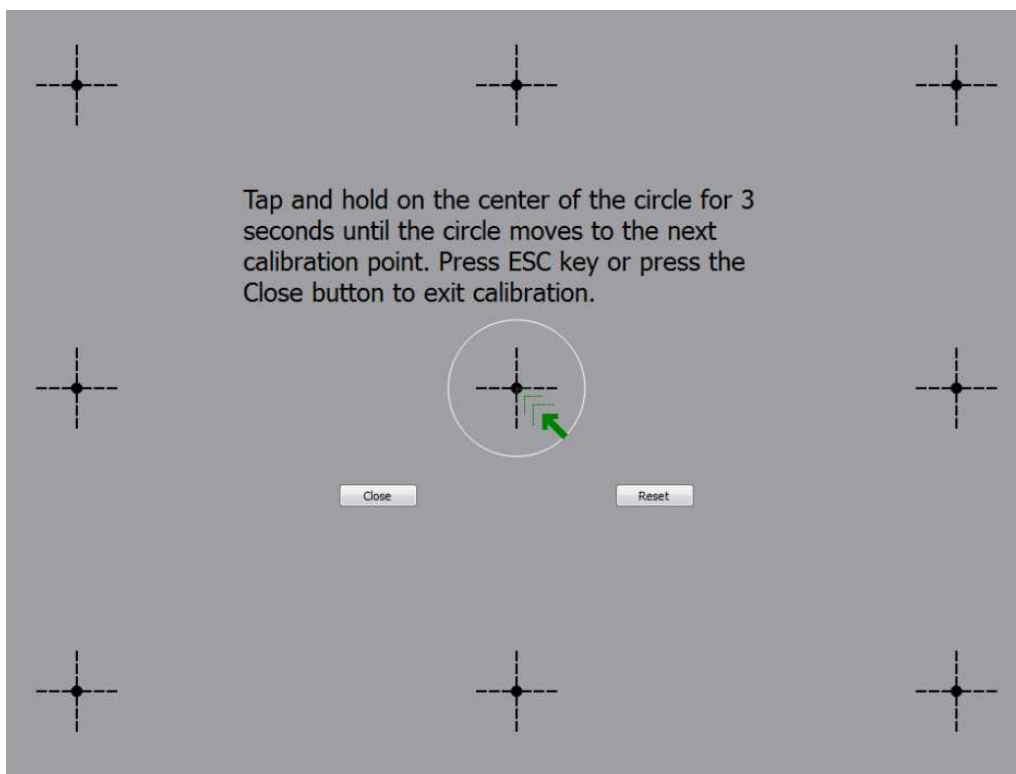 Tap and hold on the center of the circle for 3
seconds until the circle moves to the next
calibration point. Press ESC key or press the
Close button to exit calibration.
Close
Reset